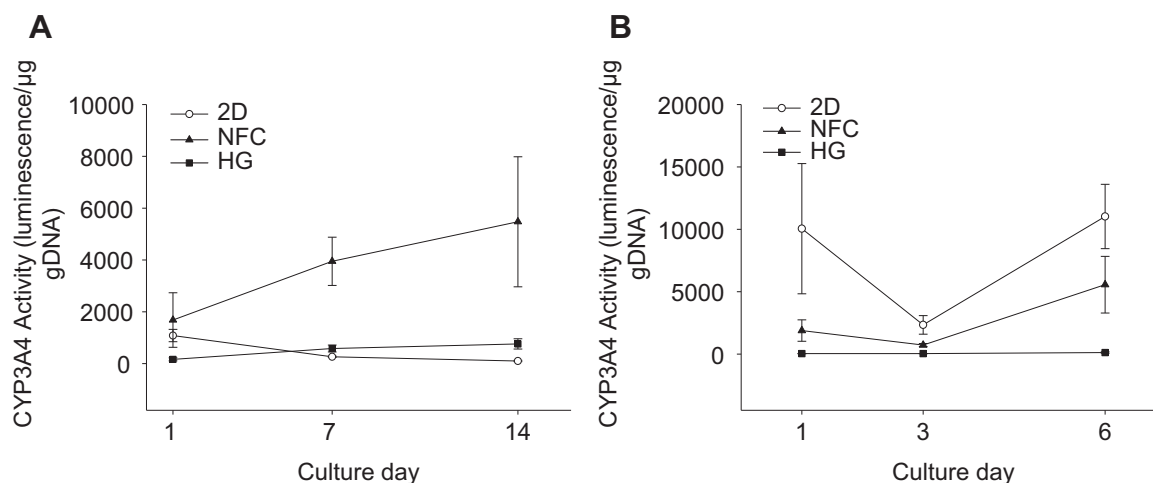 A
CYP3A4 Activity (luminescence/µg
gDNA)
10000
8000
6000
4000
2000
0
2D
NFC
HG
1
7
14
Culture day
B
CYP3A4 Activity (luminescence/µg
gDNA)
20000
15000
10000
5000
0
2D
NFC
HG
1
3
6
Culture day